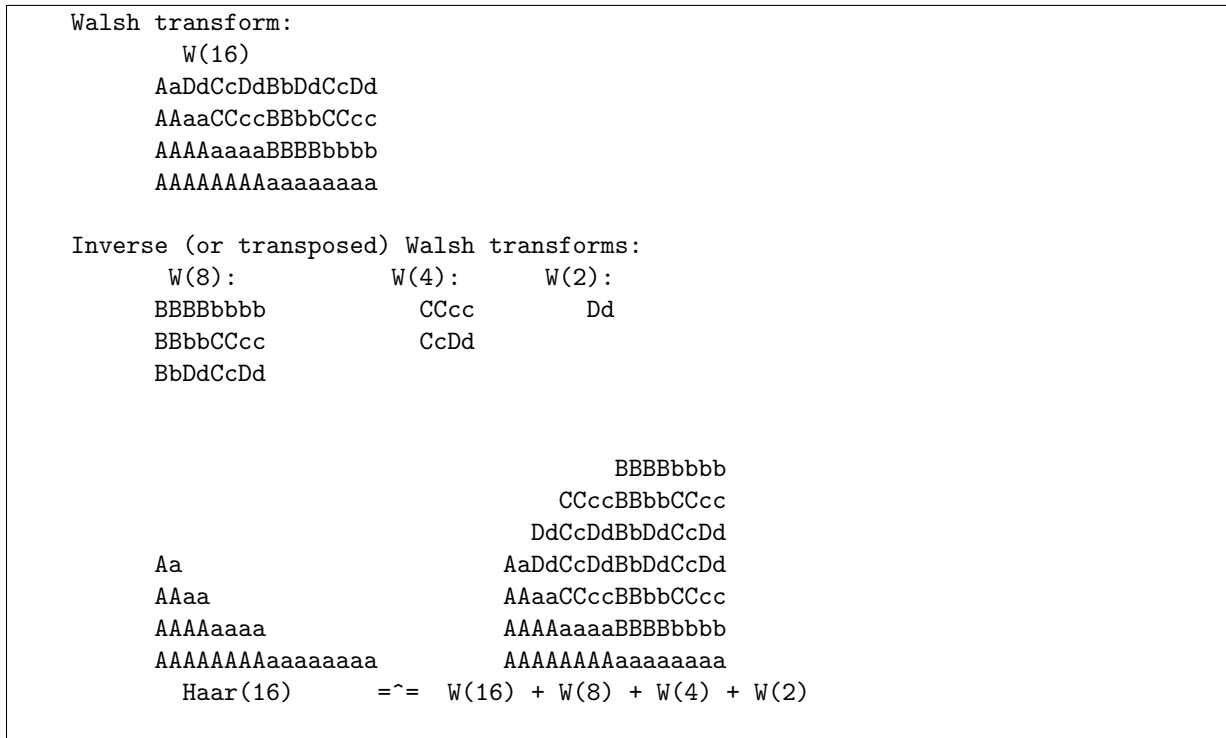 Walsh transform:
W(16)
AaDdCcDdBbDdCcDd
AAaaCCccBBbbCCcc
AAAAaaaaBBBBbbbb
AAAAAAAAaaaaaaaa
Inverse (or transposed) Walsh transforms:
W(8): W(4): W(2):
BBBBbbbb CCcc Dd
BBbbCCcc CcDd
BbDdCcDd
BBBBbbbb
CCccBBbbCCcc
DdCcDdBbDdCcDd
Aa AaDdCcDdBbDdCcDd
AAaa AAaaCCccBBbbCCcc
AAAAaaaa AAAAaaaaBBBBbbbb
AAAAAAAAaaaaaaaa AAAAAAAAaaaaaaaa
Haar(16) =^= W(16) + W(8) + W(4) + W(2)